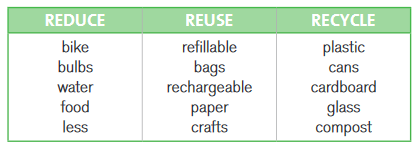 REDUCE REUSE RECYCLE
bike refillable plastic
bulbs bags cans
water rechargeable cardboard
food paper glass
less crafts compost